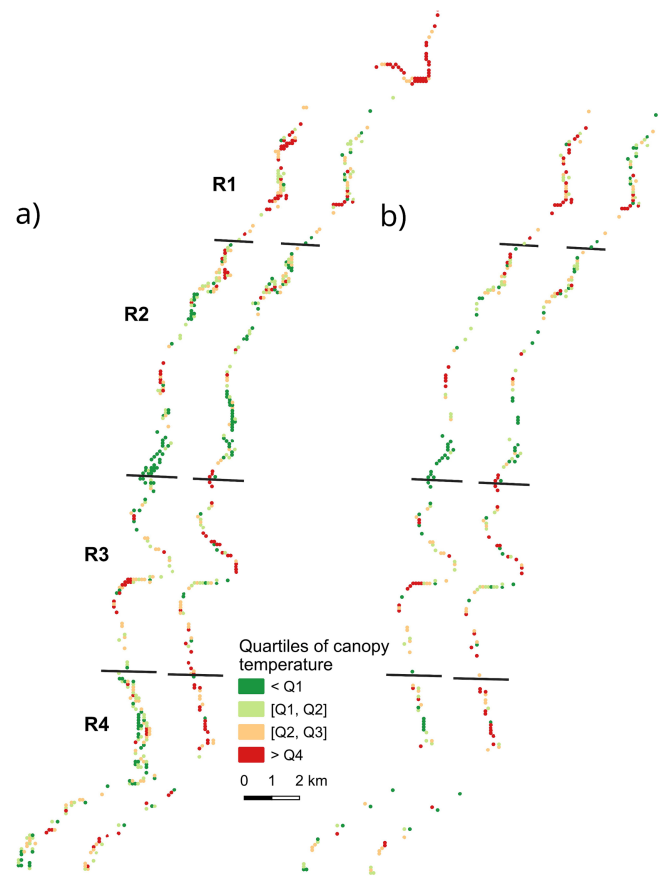 R1
a)
b)
R2
R3
Quartiles of canopy
temperature
< Q1
[Q1, Q2]
[Q2, Q3]
> Q4
R4
0 1 2 km